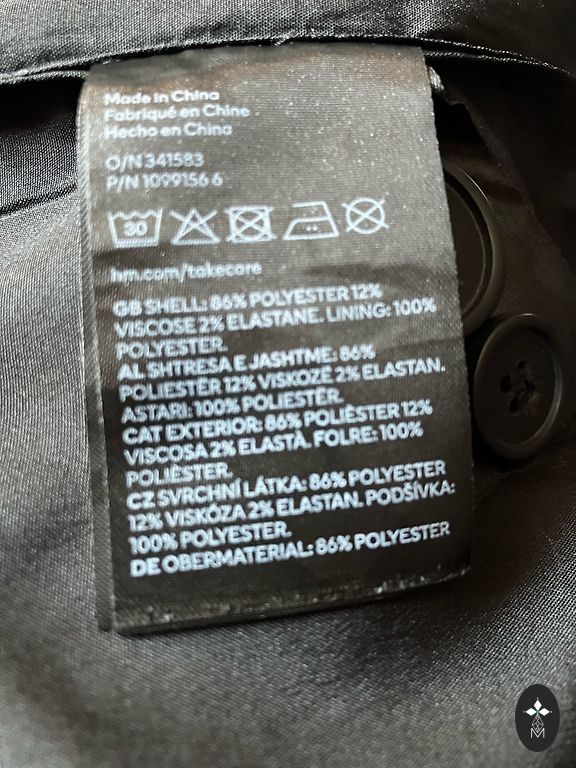 Made in China
Fabriqué en Chine
Hecho en China
O/N 341583
P/N 1099156 6
30
hm.com/takecare
GB SHELL: 86% POLYESTER 12%
VISCOSE 2% ELASTANE. LINING: 100%
POLYESTER.
AL SHTRESA E JASHTME: 86%
POLIESTËR 12% VISKOZË 2% ELASTAN.
ASTARI: 100% POLIESTËR.
CAT EXTERIOR: 86% POLIÈSTER 12%
VISCOSA 2% ELASTÀ. FOLRE: 100%
POLIÈSTER.
CZ SVRCHNÍ LÁTKA: 86% POLYESTER
12% VISKÓZA 2% ELASTAN. PODŠÍVKA:
100% POLYESTER.
DE OBERMATERIAL: 86% POLYESTER
M